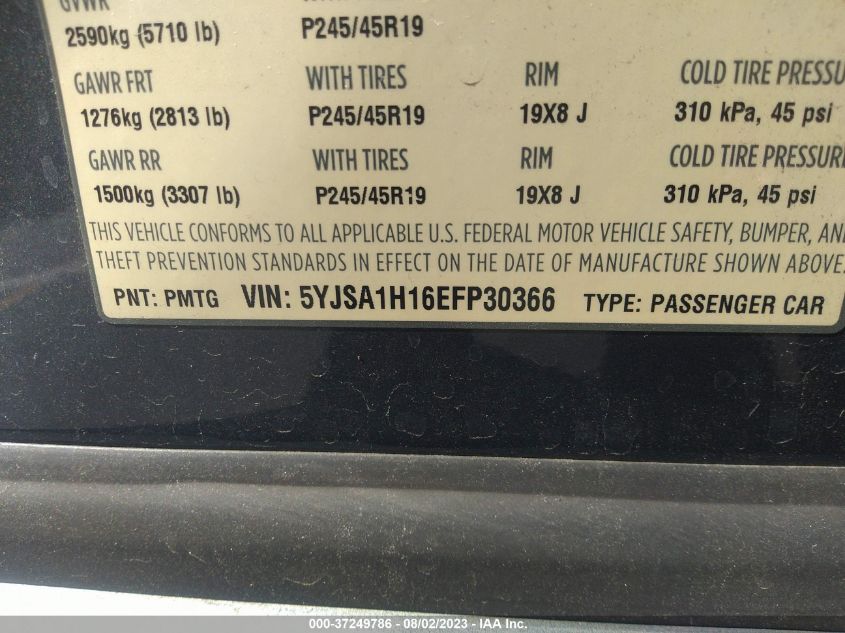 GVWR
2590kg (5710 lb) P245/45R19
GAWR FRT WITH TIRES RIM COLD TIRE PRESSU
1276kg (2813 lb) P245/45R19 19X8 J 310 kPa, 45 psi
GAWR RR WITH TIRES RIM COLD TIRE PRESSURE
1500kg (3307 lb) P245/45R19 19X8 J 310 kPa, 45 psi
THIS VEHICLE CONFORMS TO ALL APPLICABLE U.S. FEDERAL MOTOR VEHICLE SAFETY, BUMPER, AND
THEFT PREVENTION STANDARDS IN EFFECT ON THE DATE OF MANUFACTURE SHOWN ABOVE.
PNT: PMTG VIN: 5YJSA1H16EFP30366 TYPE: PASSENGER CAR
000-37249786 - 08/02/2023 - IAA Inc.